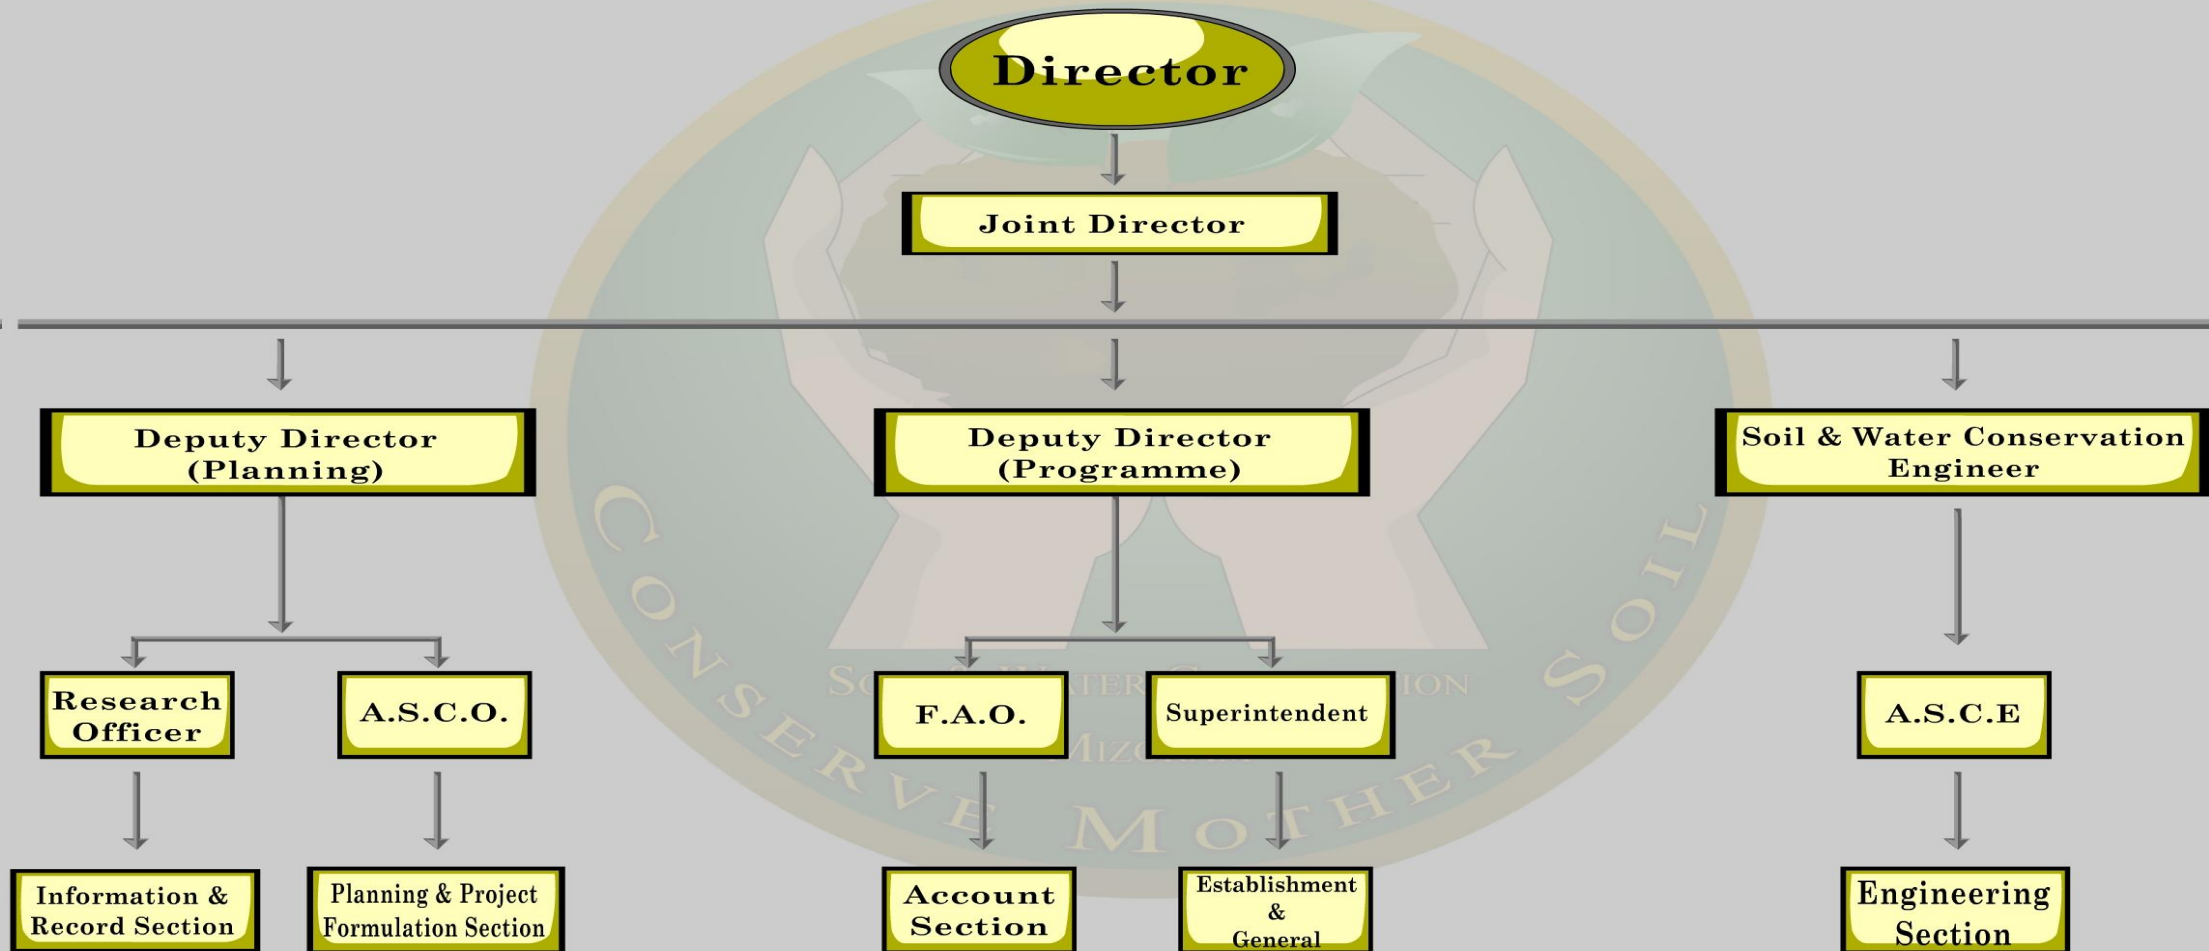 Director
Joint Director
Deputy Director
(Planning)
Deputy Director
(Programme)
Soil & Water Conservation
Engineer
Research
Officer
A.S.C.O.
F.A.O.
Superintendent
A.S.C.E
Information &
Record Section
Planning & Project
Formulation Section
Account
Section
Establishment
&
General
Engineering
Section
CONSERVE MOTHER SOIL